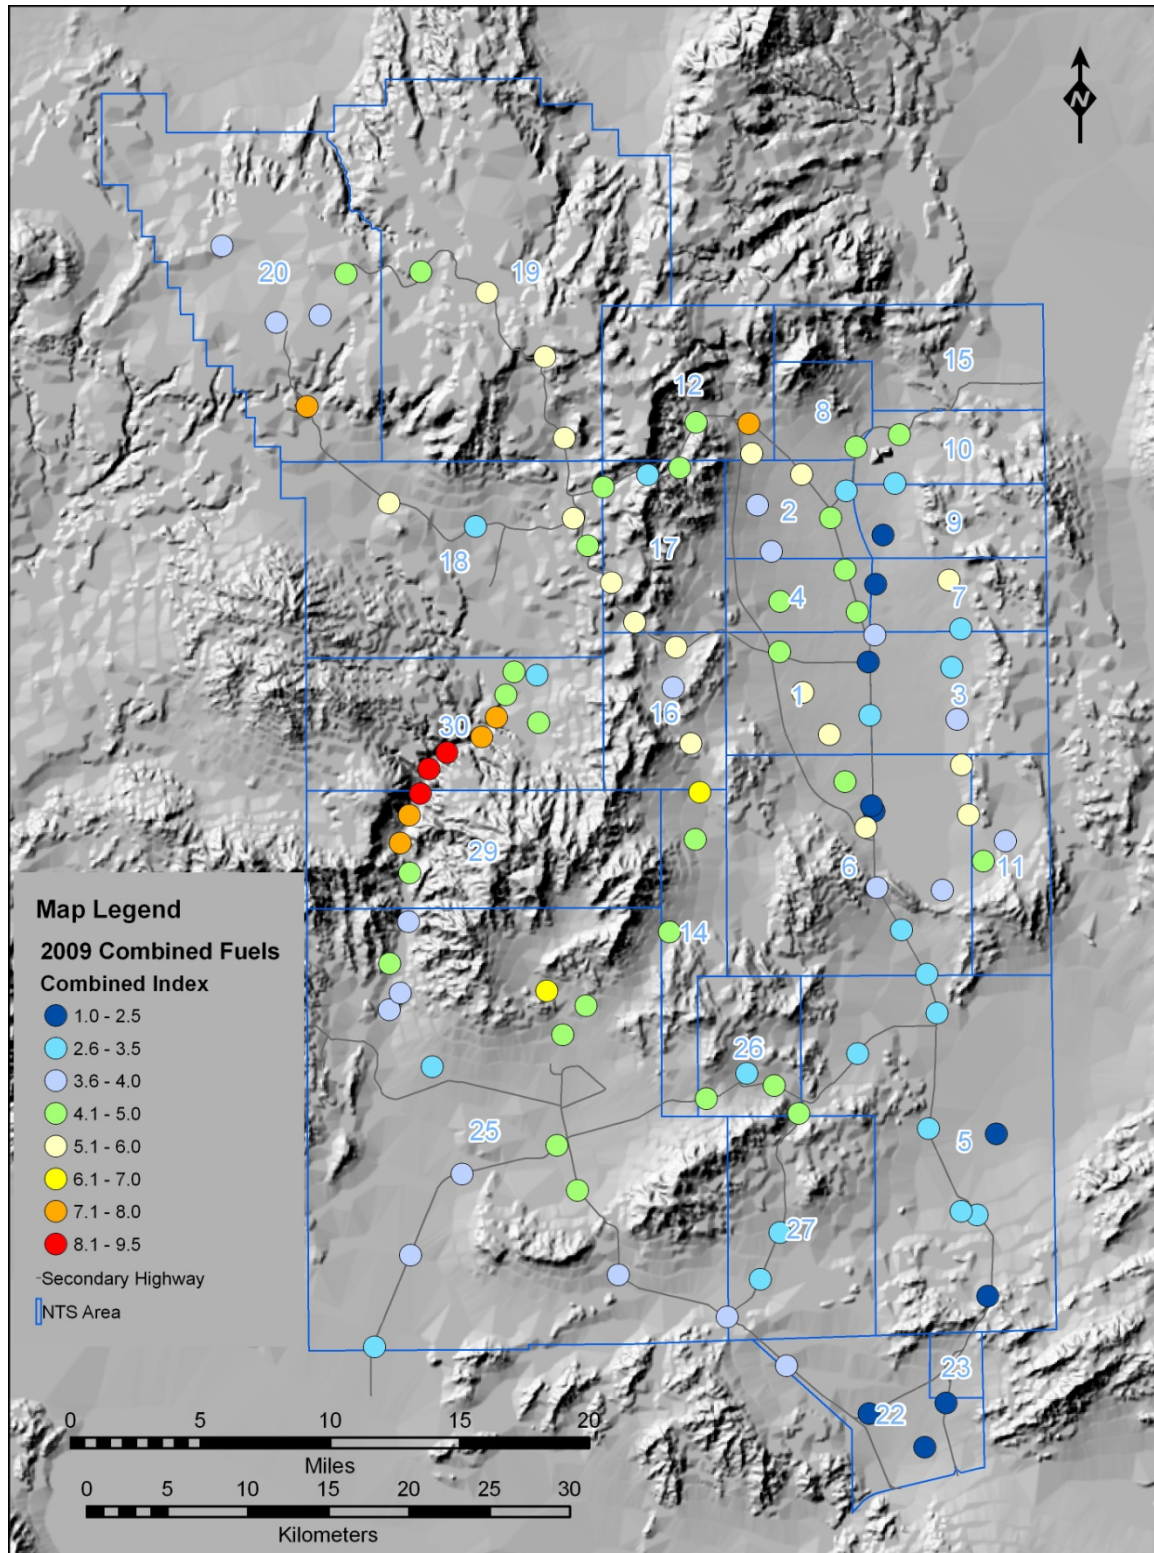 N
20
19
15
12
8
10
2
9
17
18
4
7
1
3
16
30
29
6
11
14
26
25
5
27
23
22
Map Legend
2009 Combined Fuels
Combined Index
1.0 - 2.5
2.6 - 3.5
3.6 - 4.0
4.1 - 5.0
5.1 - 6.0
6.1 - 7.0
7.1 - 8.0
8.1 - 9.5
Secondary Highway
NTS Area
0 5 10 15 20
Miles
0 5 10 15 20 25 30
Kilometers